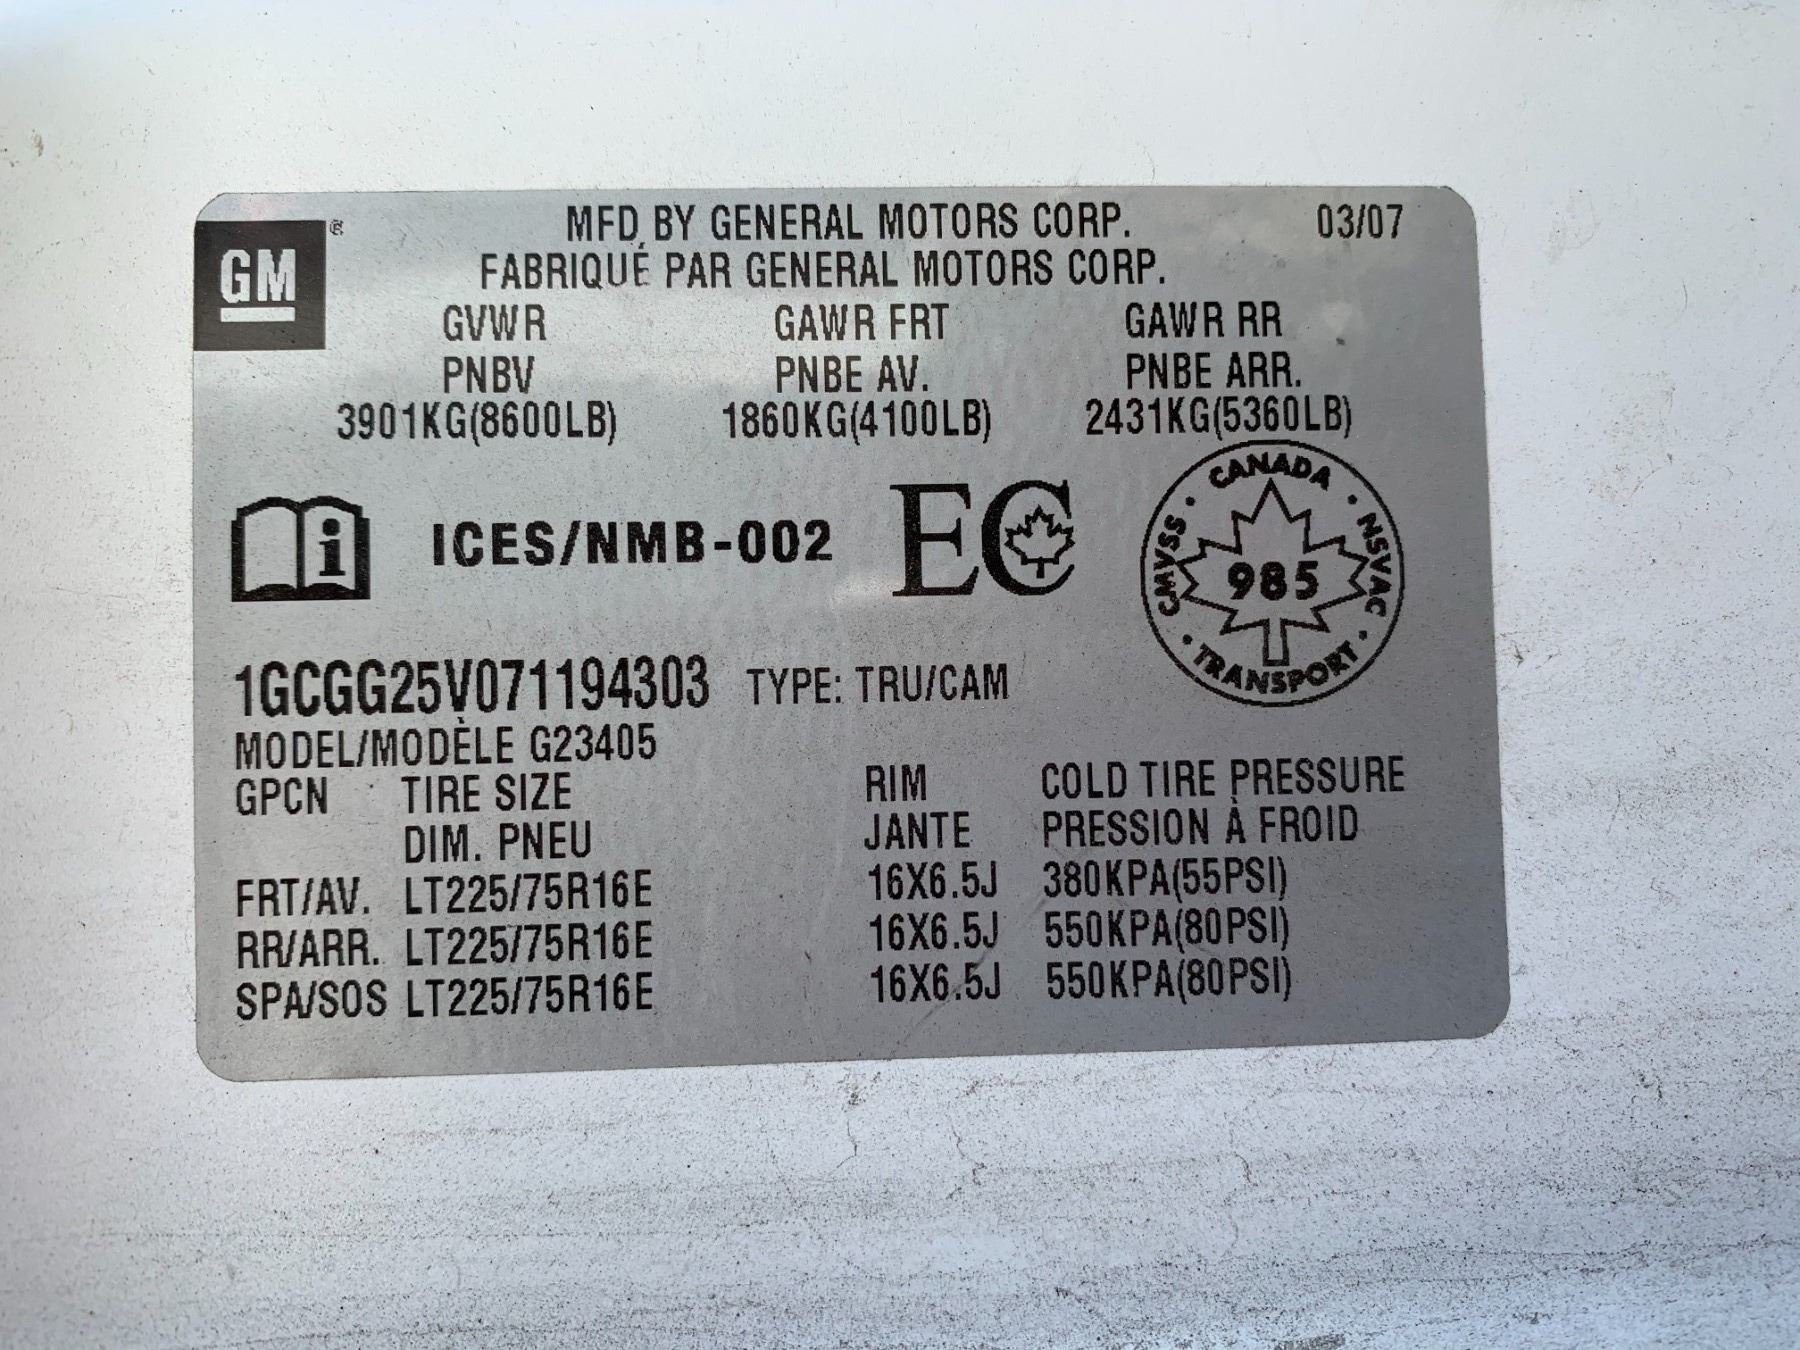 GM ®
MFD BY GENERAL MOTORS CORP. 03/07
FABRIQUÉ PAR GENERAL MOTORS CORP.
GVWR GAWR FRT GAWR RR
PNBV PNBE AV. PNBE ARR.
3901KG(8600LB) 1860KG(4100LB) 2431KG(5360LB)
i ICES/NMB-002 EC
CANADA
CMVSS 985 NSVAC
TRANSPORT
1GCGG25V071194303 TYPE: TRU/CAM
MODEL/MODÈLE G23405
GPCN TIRE SIZE RIM COLD TIRE PRESSURE
DIM. PNEU JANTE PRESSION À FROID
FRT/AV. LT225/75R16E 16X6.5J 380KPA(55PSI)
RR/ARR. LT225/75R16E 16X6.5J 550KPA(80PSI)
SPA/SOS LT225/75R16E 16X6.5J 550KPA(80PSI)